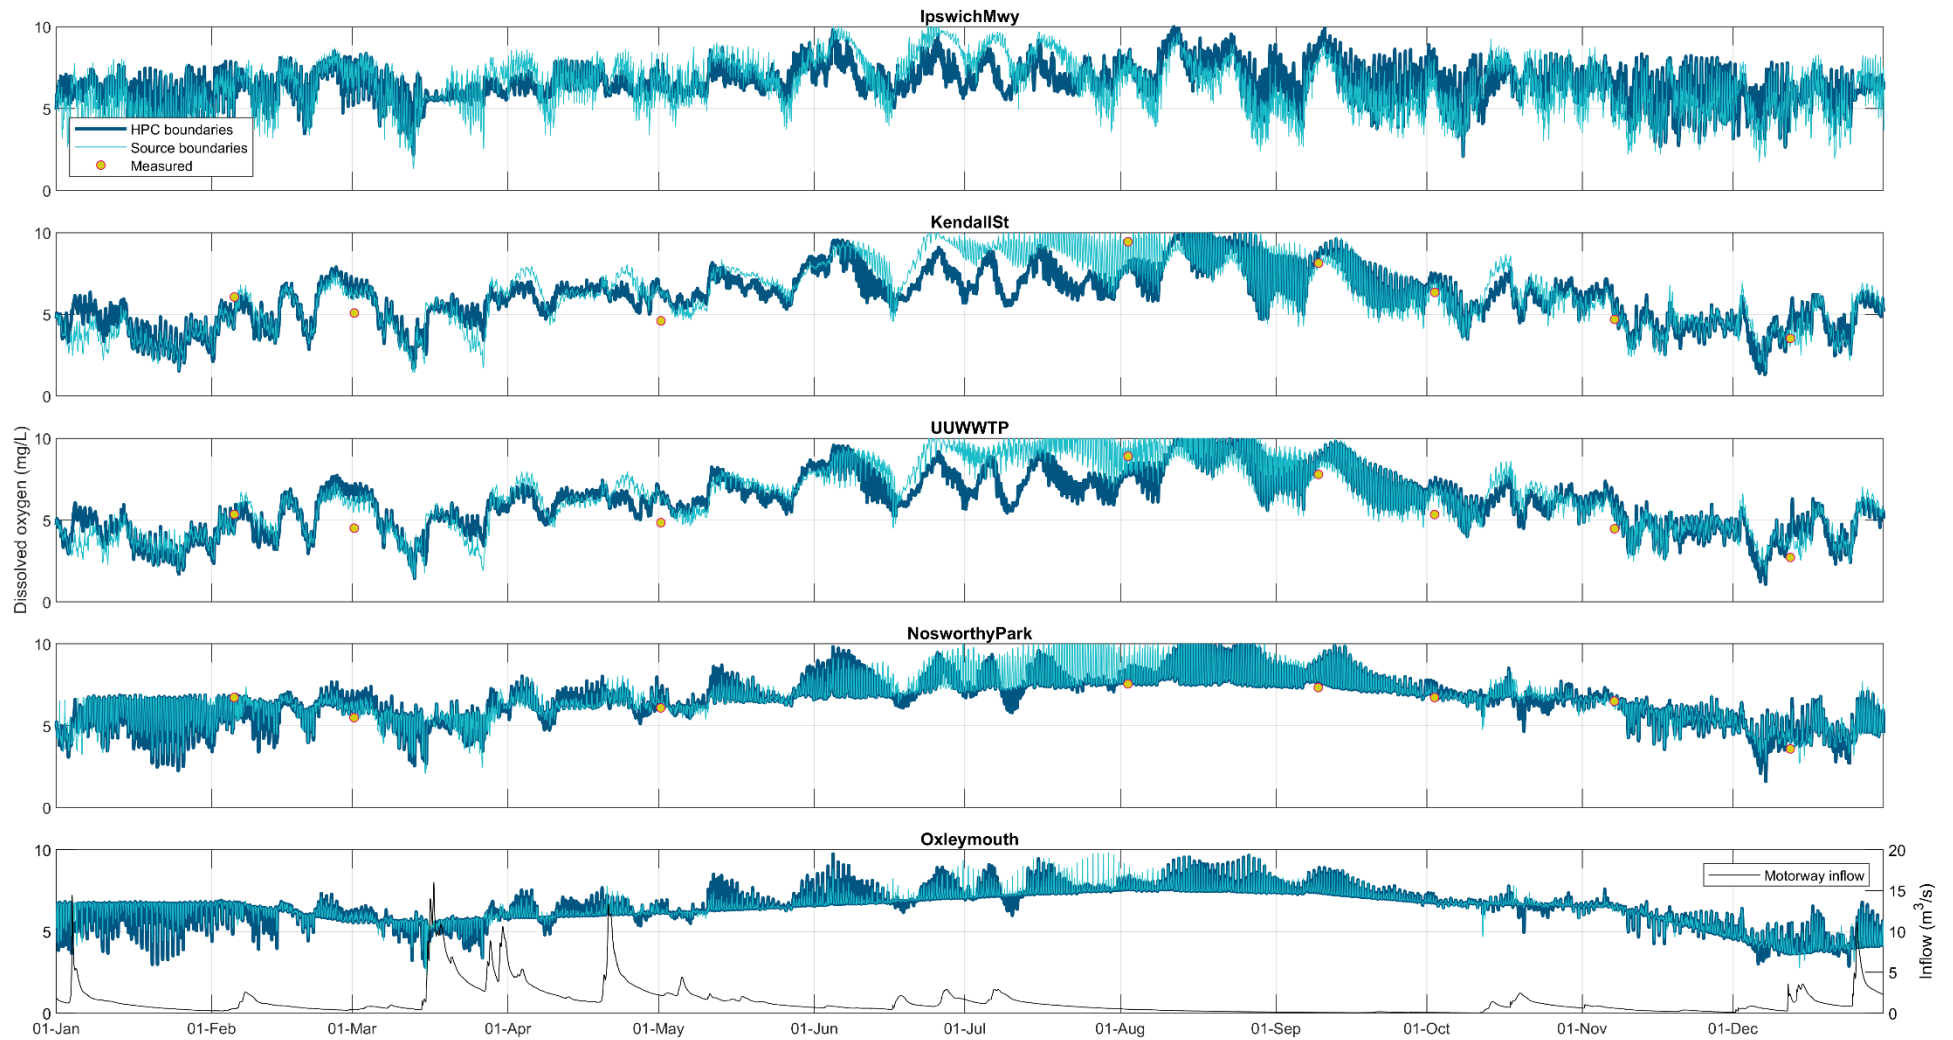 IpswichMwy
10
5
0
HPC boundaries
Source boundaries
Measured
KendallSt
10
5
0
UUWWTP
10
5
0
Dissolved oxygen (mg/L)
NosworthyPark
10
5
0
Oxleymouth
10
5
0
Motorway inflow
20
15
10
5
0
Inflow (m³/s)
01-Jan 01-Feb 01-Mar 01-Apr 01-May 01-Jun 01-Jul 01-Aug 01-Sep 01-Oct 01-Nov 01-Dec